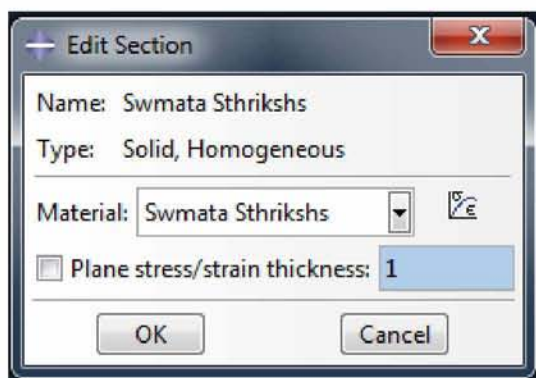 Edit Section
Name: Swmata Sthrikshs
Type: Solid, Homogeneous
Material: Swmata Sthrikshs
Plane stress/strain thickness: 1
OK Cancel